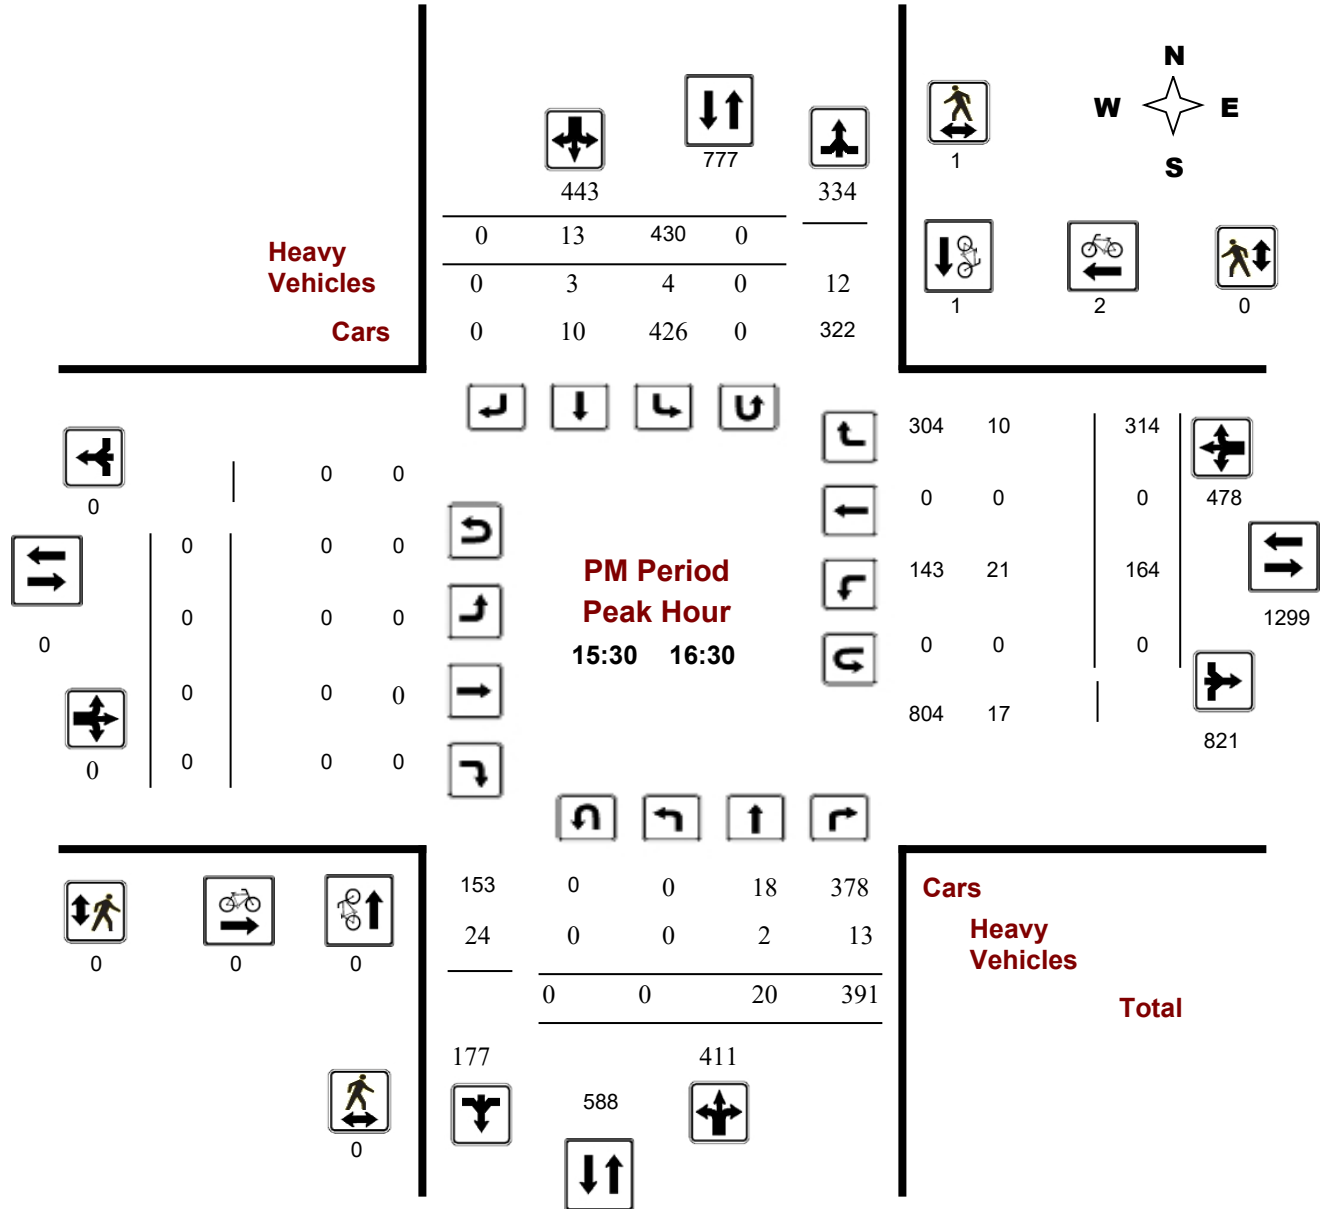 N
W E
S
777
1
443 334
0 13 430 0
Heavy
Vehicles 0 3 4 0 12
1 2 0
Cars 0 10 426 0 322
304 10 314
0 0
478
0
0 0 0
0 0 0
PM Period
143 21 164
Peak Hour
0 0 0
1299
0
15:30 16:30
0 0 0
0 0 0
804 17
821
0
0 0 0
153 0 0 18 378 Cars
24 0 0 2 13 Heavy
Vehicles
0 0 0
0 0 20 391
Total
177 411
588
0